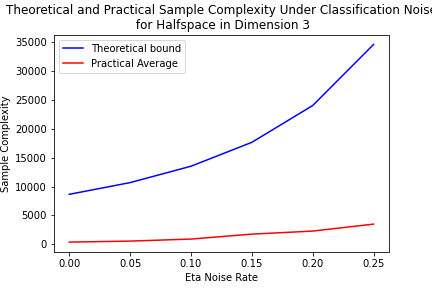 Theoretical and Practical Sample Complexity Under Classification Noise
for Halfspace in Dimension 3
Theoretical bound
Practical Average
Sample Complexity
35000
30000
25000
20000
15000
10000
5000
0
0.00 0.05 0.10 0.15 0.20 0.25
Eta Noise Rate